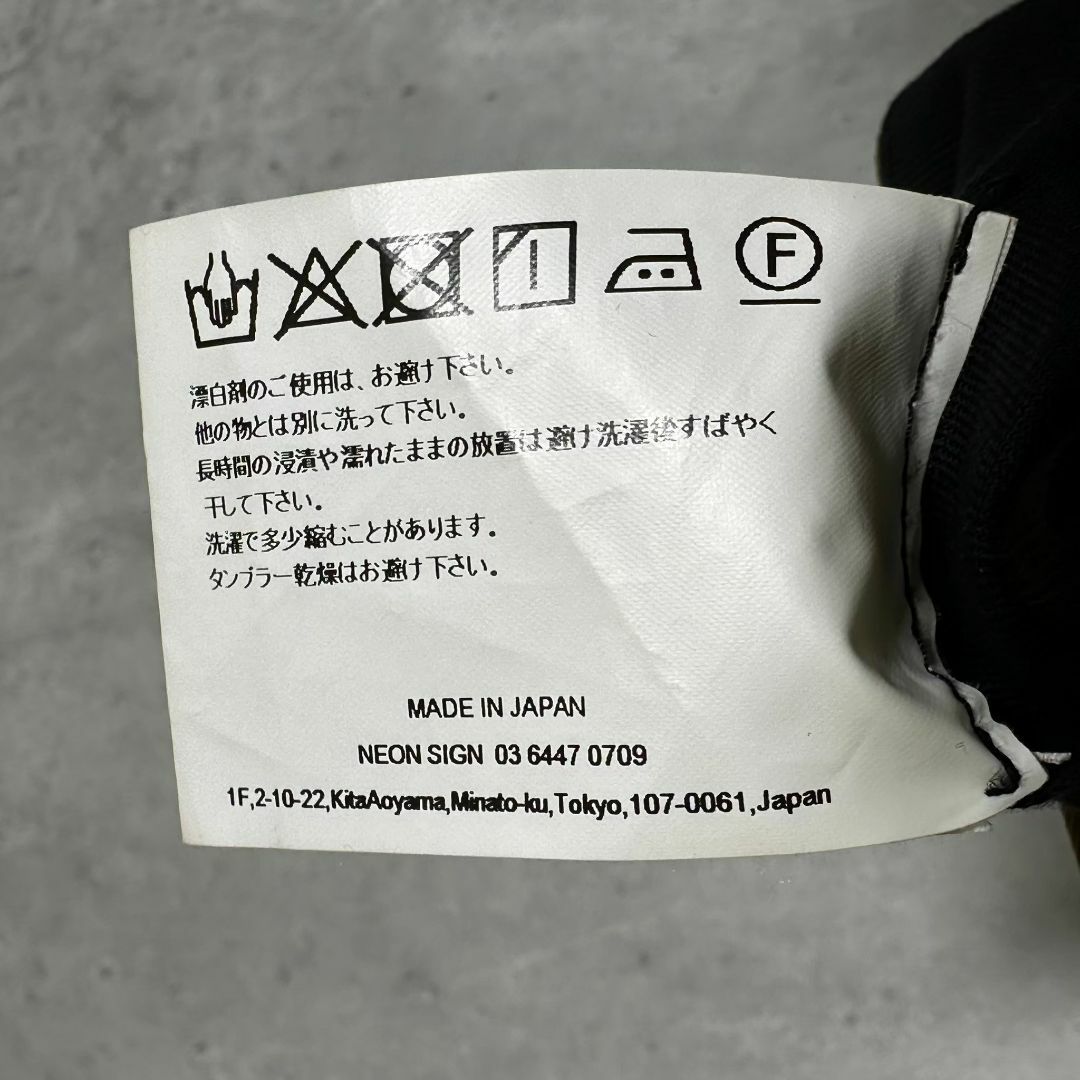 F
漂白剤のご使用は、お避け下さい。
他の物とは別に洗って下さい。
長時間の浸漬や濡れたままの放置は避け洗濯後すばやく
干して下さい。
洗濯で多少縮むことがあります。
タンブラー乾燥はお避け下さい。
MADE IN JAPAN
NEON SIGN 03 6447 0709
1F,2-10-22,KitaAoyama,Minato-ku,Tokyo,107-0061,Japan